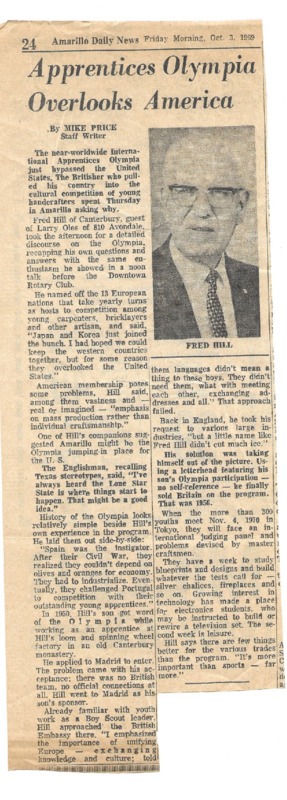 24 Amarillo Daily News Friday Morning, Oct. 3, 1969
Apprentices Olympia
Overlooks America
By MIKE PRICE
Staff Writer
The near-worldwide Interna-
tional Apprentices Olympia
just bypassed the United
States. The Britisher who pull-
ed his country into the
cultural competition of young
handcrafters spent Thursday
in Amarillo asking why.
Fred Hill of Canterbury, guest
of Larry Oles of 810 Avondale,
took the afternoon for a detailed
discourse on the Olympia,
recapping his own questions and
answers with the same en-
thusiasm he showed in a noon
talk before the Downtown
Rotary Club.
He named off the 13 European
nations that take yearly turns
as hosts to competition among
young carpenters, bricklayers
and other artisan, and said,
"Japan and Korea just joined
the bunch. I had hoped we could
keep the western countries
together, but for some reason
they overlooked the United
States."
American membership poses
some problems, Hill said,
among them vastness and —
real or imagined — "emphasis
on mass production rather than
individual craftsmanship."
One of Hill's companions sug-
gested Amarillo might be the
Olympia jumping-in place for
the U. S.
The Englishman, recalling
Texas stereotypes, said, "I've
always heard the Lone Star
State is where things start to
happen. That might be a good
idea."
History of the Olympia looks
relatively simple beside Hill's
own experience in the program.
He laid them out side-by-side:
"Spain was the instigator.
After their Civil War, they
realized they couldn't depend on
olives and oranges for economy.
They had to industrialize. Even-
tually, they challenged Portugal
to competition with their
outstanding young apprentices."
In 1950, Hill's son got word
of the Olympia while
working as an apprentice at
Hill's loom and spinning wheel
factory in an old Canterbury
monastery.
He applied to Madrid to enter.
The problem came with his ac-
ceptance: there was no British
team, no official connections at
all. Hill went to Madrid as his
son's sponsor.
Already familiar with youth
work as a Boy Scout leader,
Hill approached the British
Embassy there. "I emphasized
the importance of unifying
Europe — exchanging
knowledge and culture; told
FRED HILL
them languages didn't mean a
thing to these boys. They didn't
need them, what with meeting
each other, exchanging ad-
dresses and all." That approach
failed.
Back in England, he took his
request to various large in-
dustries, "but a little name like
Fred Hill didn't cut much ice."
His solution was taking
himself out of the picture. Us-
ing a letterhead featuring his
son's Olympia participation —
no self-reference — he finally
sold Britain on the program.
That was 1956.
When the more than 300
youths meet Nov. 4, 1970 in
Tokyo, they will face an in-
ternational judging panel and
problems devised by master
craftsmen.
They have a week to study
blueprints and designs and build
whatever the tests call for —
silver chalices, fireplaces and
so on. Growing interest in
technology has made a place
for electronics students, who
may be instructed to build or
rewire a television set. The se-
cond week is leisure.
Hill says there are few things
better for the various trades
than the program. "It's more
important than sports — far
more."